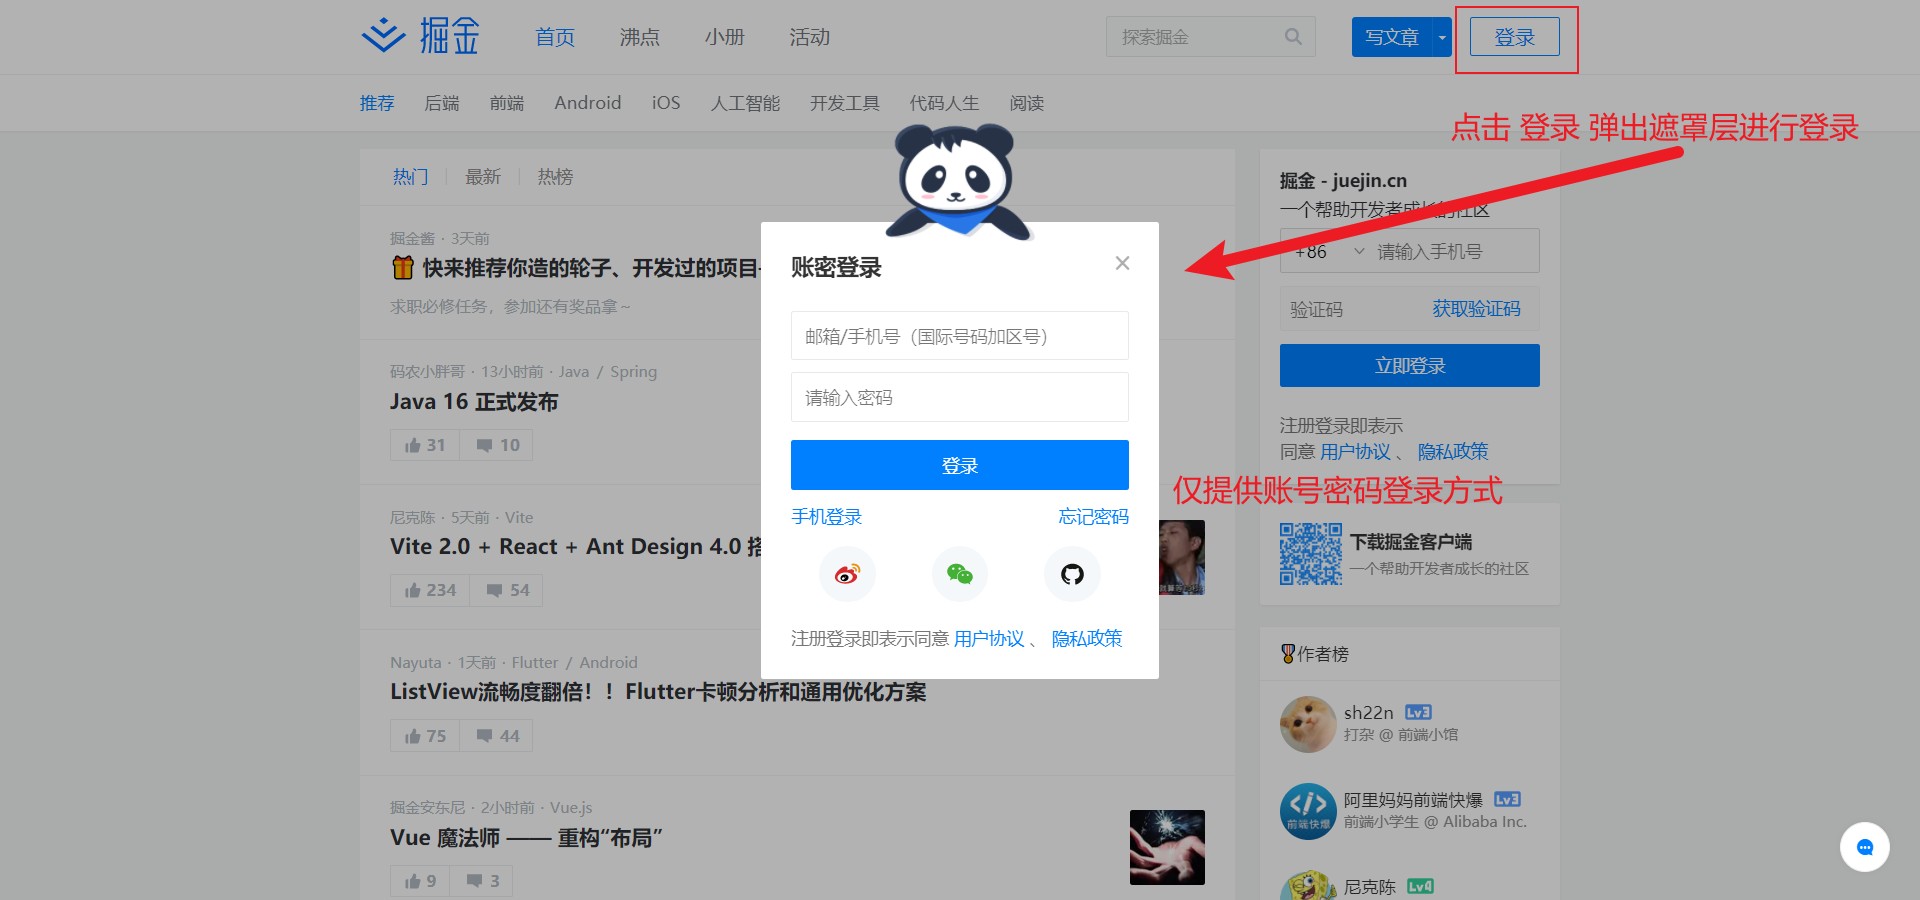 掘金
首页
沸点
小册
活动
探索掘金
写文章
登录
推荐
后端
前端
Android
iOS
人工智能
开发工具
代码人生
阅读
点击 登录 弹出遮罩层进行登录
热门
最新
热榜
掘金酱 · 3天前
快来推荐你造的轮子、开发过的项目
求职必修任务，参加还有奖品拿～
码农小胖哥 · 13小时前 · Java / Spring
Java 16 正式发布
31
10
尼克陈 · 5天前 · Vite
Vite 2.0 + React + Ant Design 4.0 搭
234
54
Nayuta · 1天前 · Flutter / Android
ListView流畅度翻倍！！Flutter卡顿分析和通用优化方案
75
44
掘金安东尼 · 2小时前 · Vue.js
Vue 魔法师 —— 重构“布局”
9
3
账密登录
邮箱/手机号（国际号码加区号）
请输入密码
登录
手机登录
忘记密码
注册登录即表示同意 用户协议 、 隐私政策
仅提供账号密码登录方式
掘金 - juejin.cn
一个帮助开发者成长的社区
+86
请输入手机号
验证码
获取验证码
立即登录
注册登录即表示
同意 用户协议 、 隐私政策
下载掘金客户端
一个帮助开发者成长的社区
作者榜
sh22n Lv3
打杂 @ 前端小馆
前端快爆
阿里妈妈前端快爆 Lv3
前端小学生 @ Alibaba Inc.
尼克陈 Lv4